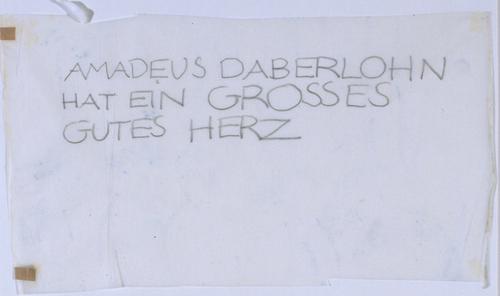 AMADEUS DABERLOHN
HAT EIN GROSSES
GUTES HERZ